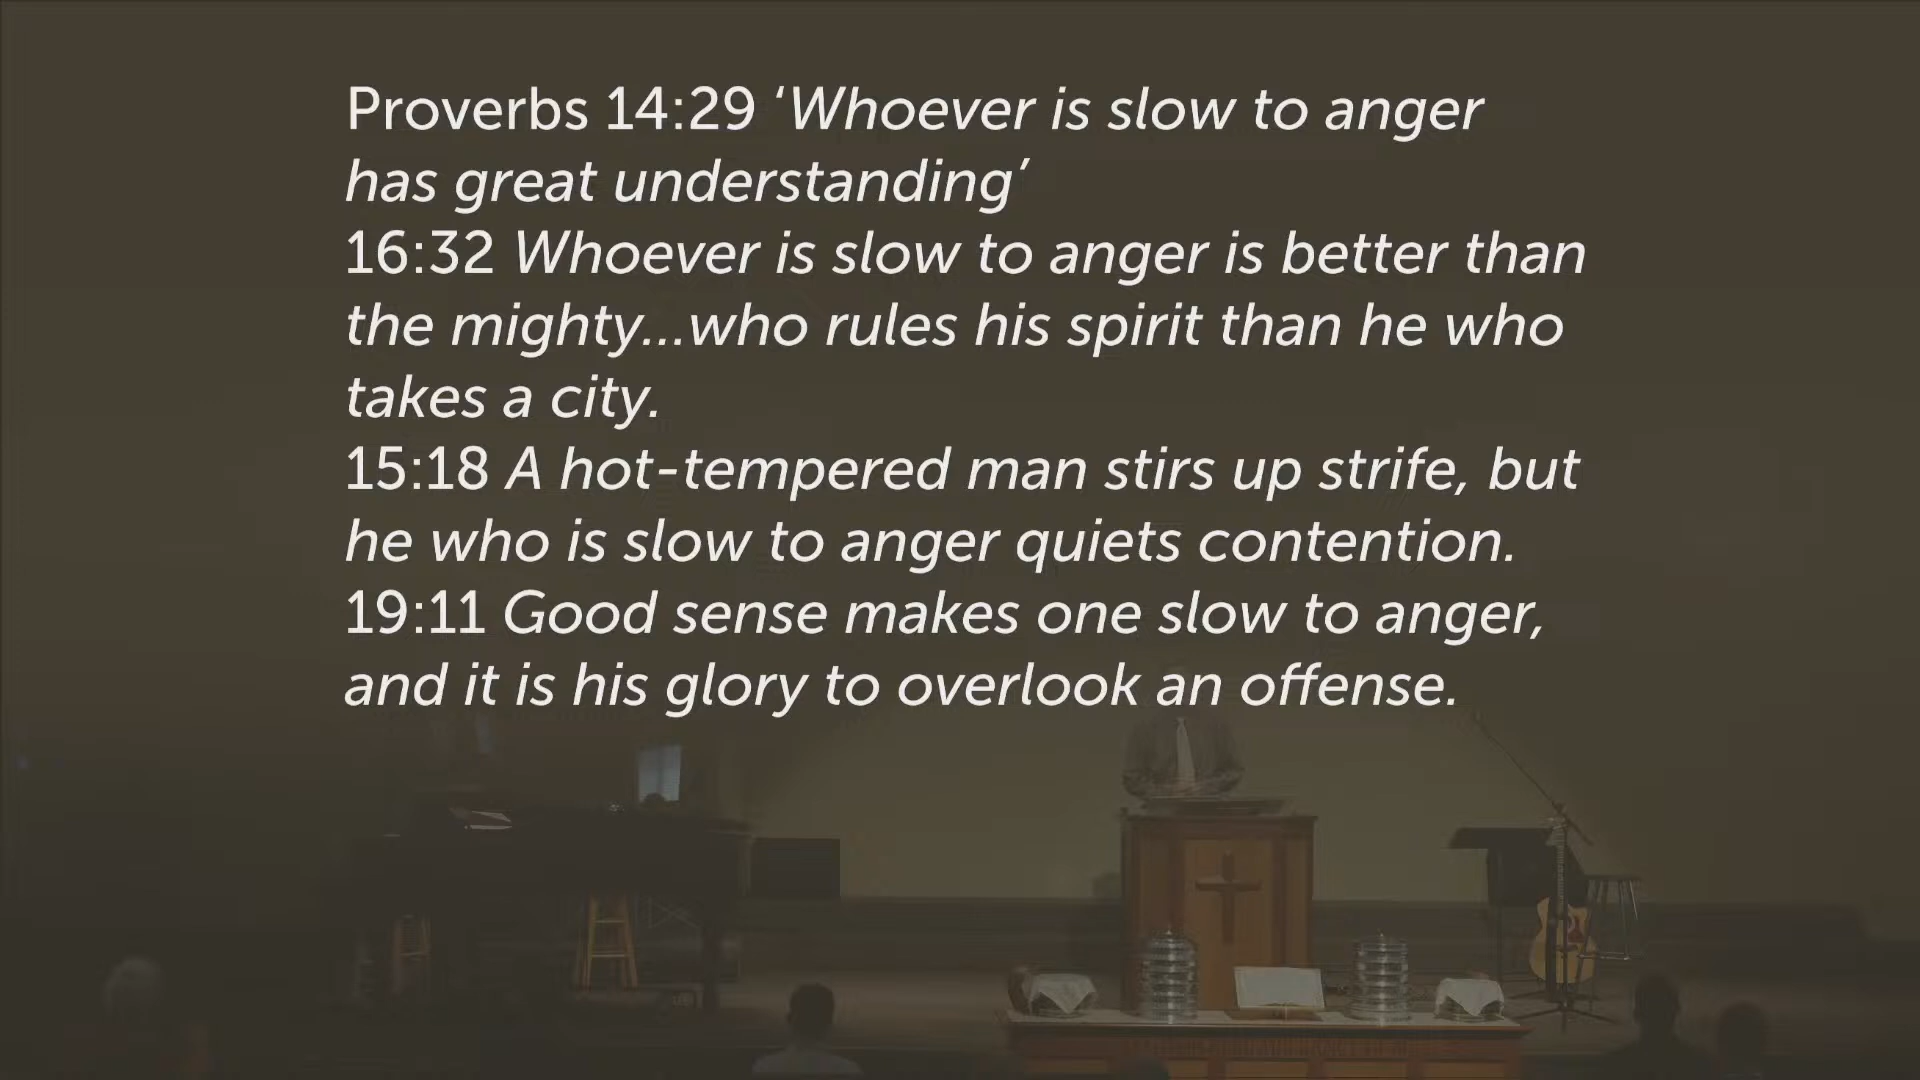 Proverbs 14:29 ‘Whoever is slow to anger
has great understanding’
16:32 Whoever is slow to anger is better than
the mighty...who rules his spirit than he who
takes a city.
15:18 A hot-tempered man stirs up strife, but
he who is slow to anger quiets contention.
19:11 Good sense makes one slow to anger,
and it is his glory to overlook an offense.